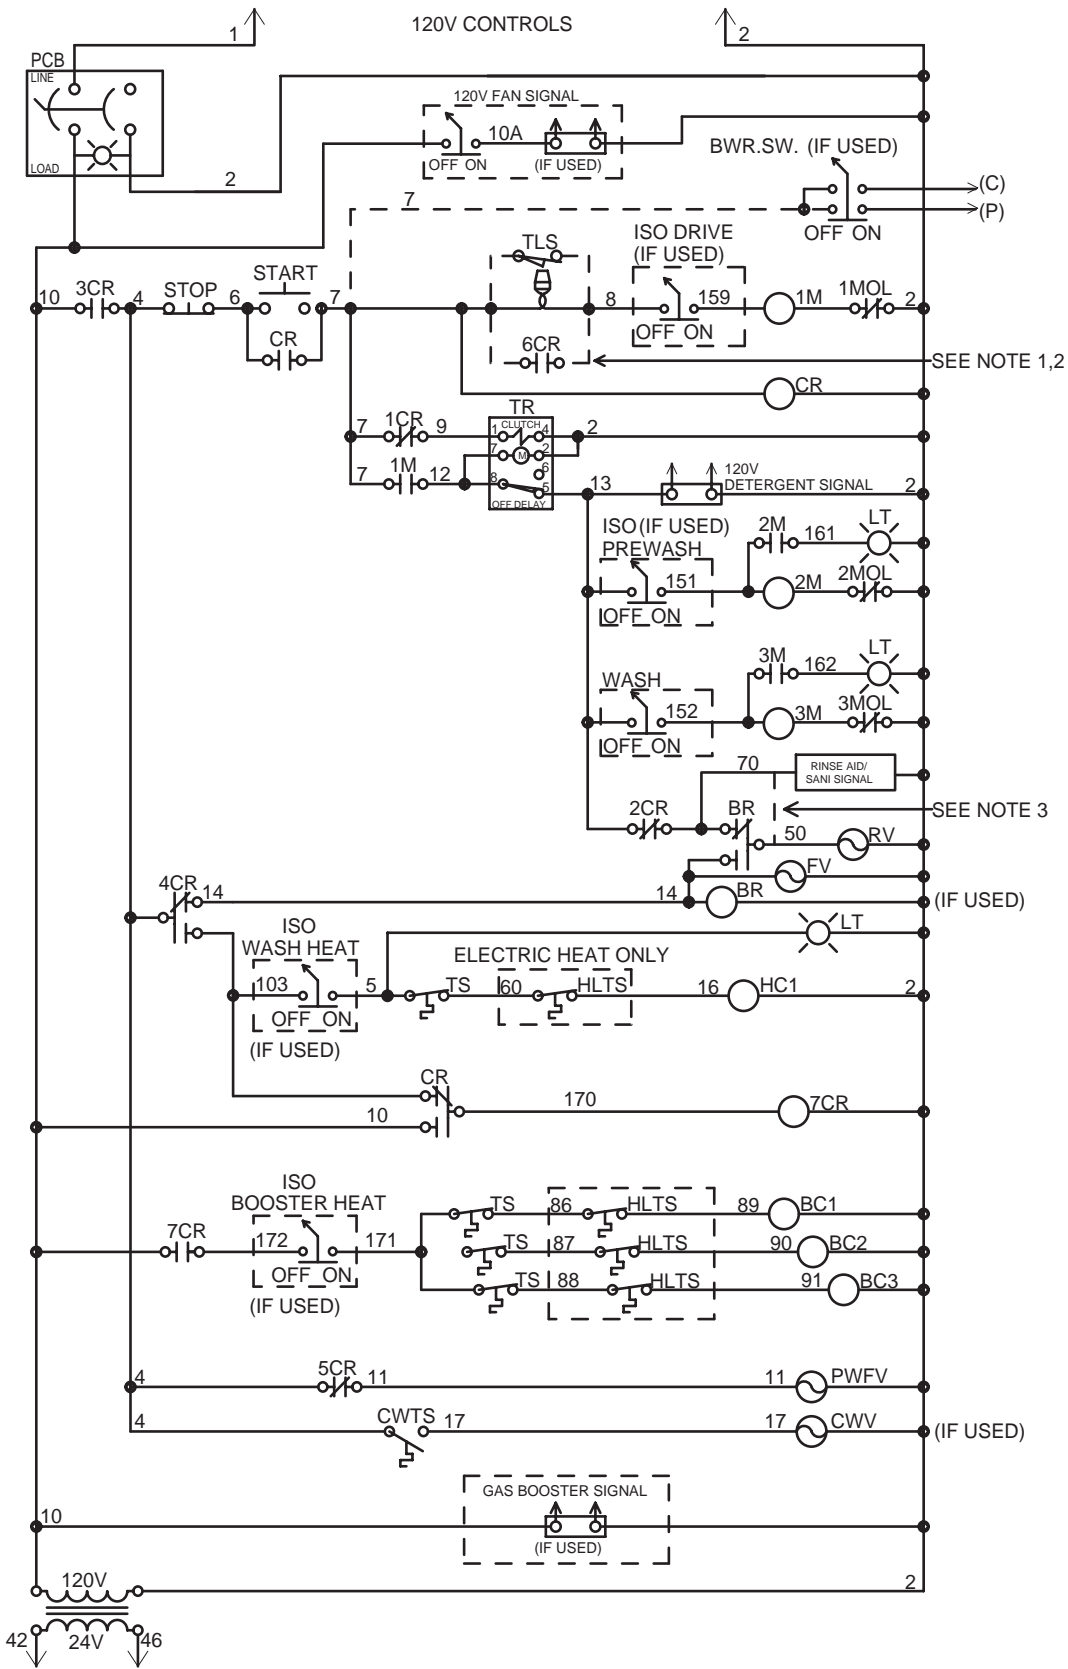 120V CONTROLS
1
2
PCB
LINE
LOAD
2
120V FAN SIGNAL
10A
OFF ON
(IF USED)
BWR.SW. (IF USED)
(C)
(P)
OFF ON
7
TLS
ISO DRIVE
(IF USED)
10
3CR
4
STOP
6
START
7
8
159
1M
1MOL
2
OFF ON
CR
6CR
SEE NOTE 1,2
CR
TR
7
1CR
9
1
CLUTCH
4
2
7
M
2
6
7
1M
12
8
5
OFF DELAY
13
120V
DETERGENT SIGNAL
2
ISO (IF USED)
PREWASH
2M
161
LT
151
2M
2MOL
OFF ON
3M
162
LT
WASH
152
3M
3MOL
OFF ON
70
RINSE AID/
SANI SIGNAL
2CR
BR
SEE NOTE 3
50
RV
FV
4CR
14
14
BR
(IF USED)
LT
ISO
WASH HEAT
ELECTRIC HEAT ONLY
103
5
TS
60
HLTS
16
HC1
2
OFF ON
(IF USED)
CR
10
170
7CR
ISO
BOOSTER HEAT
7CR
172
171
OFF ON
(IF USED)
TS
86
HLTS
89
BC1
TS
87
HLTS
90
BC2
TS
88
HLTS
91
BC3
4
5CR
11
11
PWFV
4
CWTS
17
17
CWV
(IF USED)
GAS BOOSTER SIGNAL
10
(IF USED)
120V
2
42
24V
46